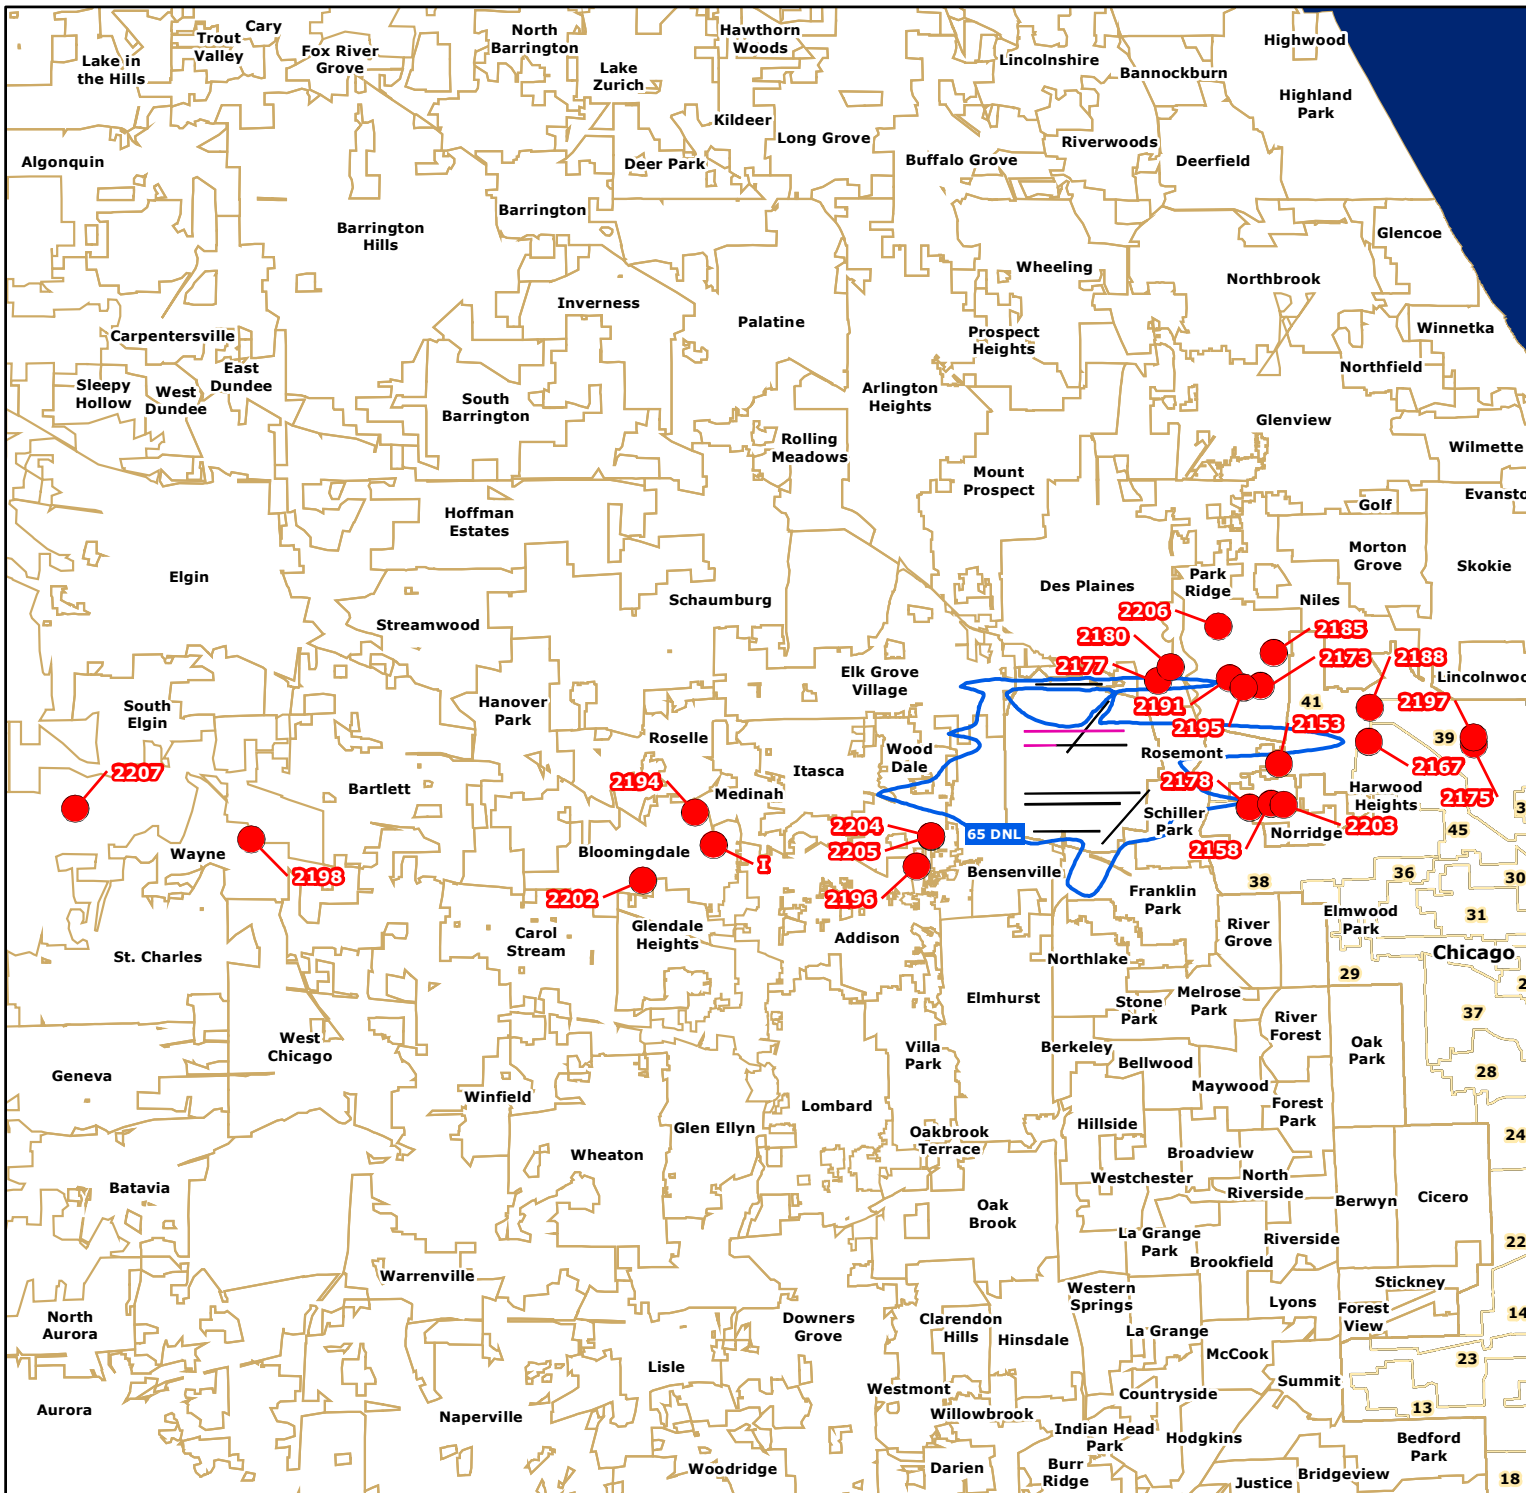 Cary
Trout
Valley
Fox River
Grove
Lake in
the Hills
North
Barrington
Hawthorn
Woods
Lake
Zurich
Lincolnshire
Highwood
Bannockburn
Highland
Park
Kildeer
Long Grove
Riverwoods
Algonquin
Deer Park
Buffalo Grove
Deerfield
Barrington
Barrington
Hills
Glencoe
Wheeling
Northbrook
Inverness
Palatine
Carpentersville
Prospect
Heights
Winnetka
Northfield
East
Dundee
Sleepy
Hollow
West
Dundee
South
Barrington
Arlington
Heights
Glenview
Rolling
Meadows
Wilmette
Mount
Prospect
Evansto
Golf
Hoffman
Estates
Morton
Grove
Skokie
Elgin
Des Plaines
Park
Ridge
Niles
Schaumburg
2206
Streamwood
2180
2185
2177
2173
2188
Elk Grove
Village
Lincolnwoo
Hanover
Park
South
Elgin
2191
41
2197
2195
2153
Roselle
39
Wood
Dale
Rosemont
2207
Itasca
2194
2178
2167
Bartlett
Medinah
Harwood
Heights
2175
3
2204
65 DNL
Schiller
Park
Norridge
2203
45
Wayne
Bloomingdale
2205
2158
I
2198
Bensenville
36
30
2202
2196
38
Franklin
Park
Elmwood
Park
31
Glendale
Heights
Carol
Stream
Addison
River
Grove
Chicago
St. Charles
Northlake
29
2
Elmhurst
Stone
Park
Melrose
Park
37
River
Forest
West
Chicago
Villa
Park
Berkeley
Oak
Park
Bellwood
Geneva
28
Winfield
Maywood
Lombard
Forest
Park
Glen Ellyn
Hillside
Oakbrook
Terrace
24
Wheaton
Broadview
Westchester
North
Riverside
Batavia
Berwyn
Cicero
Oak
Brook
La Grange
Park
Riverside
22
Brookfield
Warrenville
Stickney
Western
Springs
Lyons
Forest
View
14
North
Aurora
Downers
Grove
Clarendon
Hills
Hinsdale
La Grange
McCook
23
Lisle
Summit
Westmont
Countryside
Aurora
Naperville
Willowbrook
13
Indian Head
Park
Hodgkins
Bedford
Park
Woodridge
Darien
Burr
Ridge
Justice
Bridgeview
18